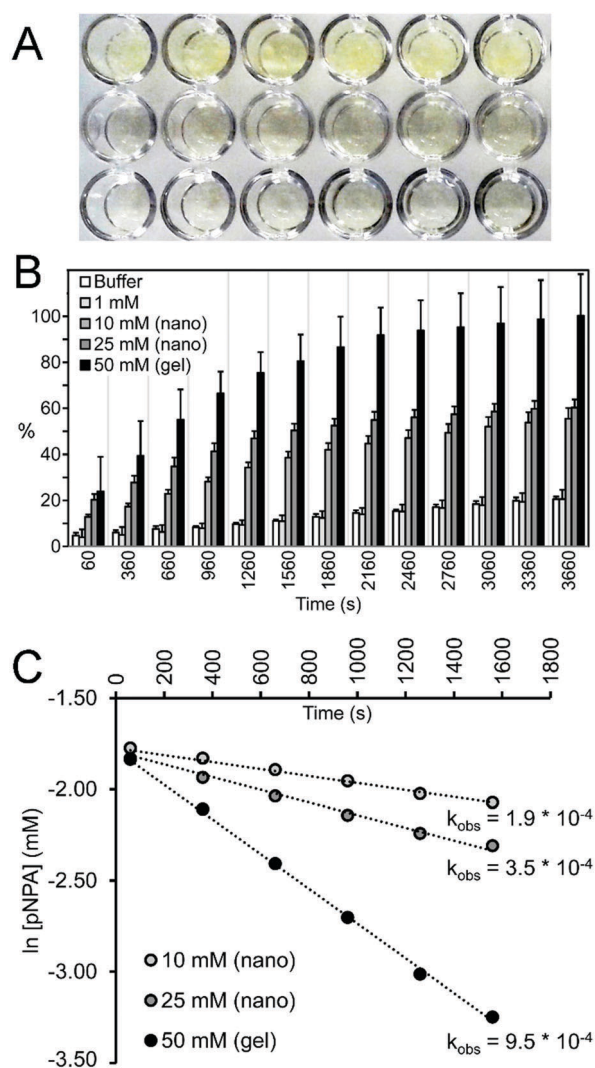 A
B
Buffer
1 mM
10 mM (nano)
25 mM (nano)
50 mM (gel)
100
80
60
%
40
20
0
60
360
660
960
1260
1560
1860
2160
2460
2760
3060
3360
3660
Time (s)
C
0
200
400
600
800
1000
1200
1400
1600
1800
Time (s)
-1.50
-2.00
-2.50
-3.00
-3.50
ln [pNPA] (mM)
kobs = 1.9 * 10-4
kobs = 3.5 * 10-4
10 mM (nano)
25 mM (nano)
50 mM (gel)
kobs = 9.5 * 10-4